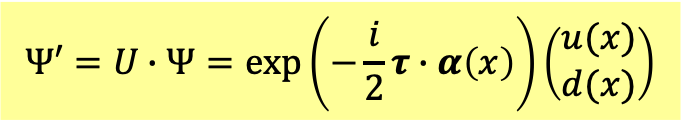 Ψ′ = U · Ψ = exp(−i/2 τ · α(x)) (u(x) d(x))